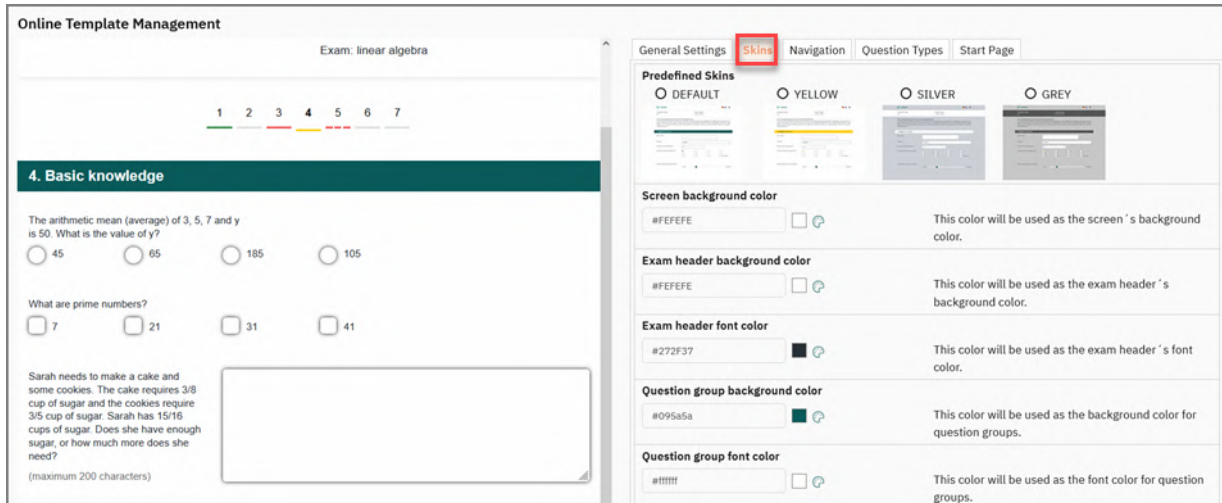 Online Template Management
Exam: linear algebra
1 2 3 4 5 6 7
4. Basic knowledge
The arithmetic mean (average) of 3, 5, 7 and y
is 50. What is the value of y?
45 65 185 105
What are prime numbers?
7 21 31 41
Sarah needs to make a cake and
some cookies. The cake requires 3/8
cup of sugar and the cookies require
3/5 cup of sugar. Sarah has 15/16
cups of sugar. Does she have enough
sugar, or how much more does she
need?
(maximum 200 characters)
General Settings Skins Navigation Question Types Start Page
Predefined Skins
DEFAULT YELLOW SILVER GREY
Screen background color
#FEFEFE
This color will be used as the screen´s background
color.
Exam header background color
#FEFEFE
This color will be used as the exam header´s
background color.
Exam header font color
#272F37
This color will be used as the exam header´s font
color.
Question group background color
#095a5a
This color will be used as the background color for
question groups.
Question group font color
#ffffff
This color will be used as the font color for question
groups.